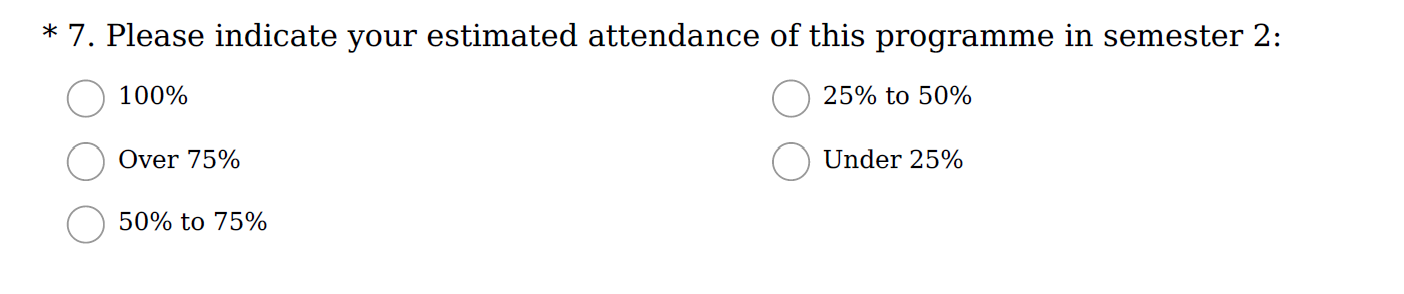 * 7. Please indicate your estimated attendance of this programme in semester 2:
100%
Over 75%
50% to 75%
25% to 50%
Under 25%